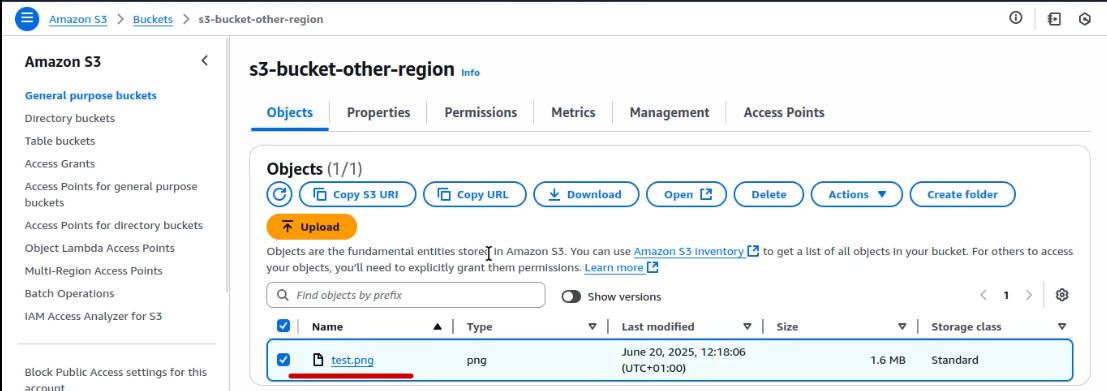 Amazon S3 > Buckets > s3-bucket-other-region
Amazon S3
General purpose buckets
Directory buckets
Table buckets
Access Grants
Access Points for general purpose
buckets
Access Points for directory buckets
Object Lambda Access Points
Multi-Region Access Points
Batch Operations
IAM Access Analyzer for S3
Block Public Access settings for this
account
s3-bucket-other-region Info
Objects Properties Permissions Metrics Management Access Points
Objects (1/1)
Copy S3 URI Copy URL Download Open Delete Actions Create folder
Upload
Objects are the fundamental entities stored in Amazon S3. You can use Amazon S3 inventory to get a list of all objects in your bucket. For others to access
your objects, you'll need to explicitly grant them permissions. Learn more
Find objects by prefix Show versions 1
Name Type Last modified Size Storage class
test.png png June 20, 2025, 12:18:06 1.6 MB Standard
(UTC+01:00)